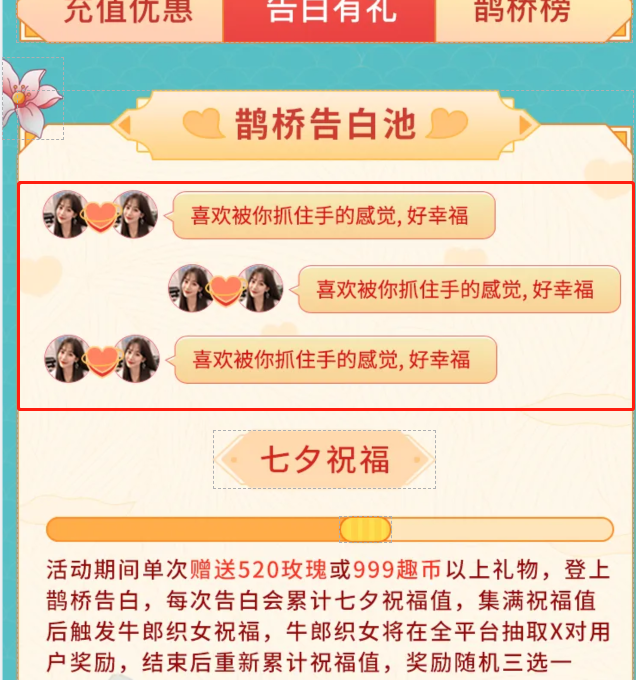 充值优惠 告白有礼 鹊桥榜
鹊桥告白池
喜欢被你抓住手的感觉,好幸福
喜欢被你抓住手的感觉,好幸福
喜欢被你抓住手的感觉,好幸福
七夕祝福
活动期间单次赠送520玫瑰或999趣币以上礼物，登上
鹊桥告白，每次告白会累计七夕祝福值，集满祝福值
后触发牛郎织女祝福，牛郎织女将在全平台抽取X对用
户奖励，结束后重新累计祝福值，奖励随机三选一